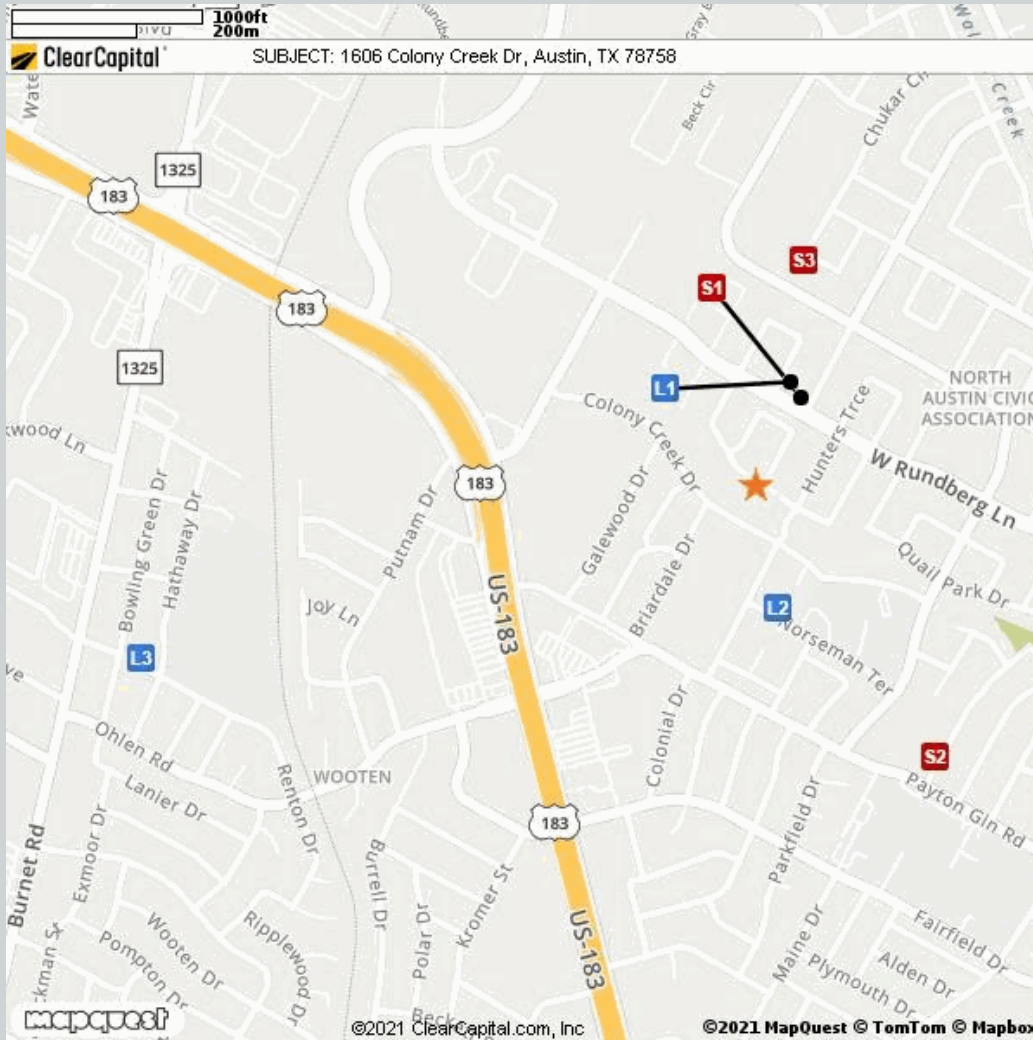 1000ft
200m
ClearCapital
SUBJECT: 1606 Colony Creek Dr, Austin, TX 78758
Gray
Beck Cir
Chukar Cir
Creek
1325
183
S3
S1
183
1325
L1
Colony Creek Dr
Hunters Trce
NORTH
AUSTIN CIVIC
ASSOCIATION
W Rundberg Ln
183
Bowling Green Dr
Hathaway Dr
Putnam Dr
Galewood Dr
Briardale Dr
Quail Park Dr
US-183
Joy Ln
L2
Norseman Ter
L3
Ohlen Rd
Colonial Dr
S2
WOOTEN
Lanier Dr
Renton Dr
Payton Gin Rd
183
Parkfield Dr
Burnet Rd
Exmoor Dr
Burrell Dr
Kromer St
Polar Dr
US-183
Wooten Dr
Ripplewood Dr
Pompton Dr
Fairfield Dr
Maine Dr
Alden Dr
Plymouth Dr
mapquest
©2021 ClearCapital.com, Inc
©2021 MapQuest © TomTom © Mapbox